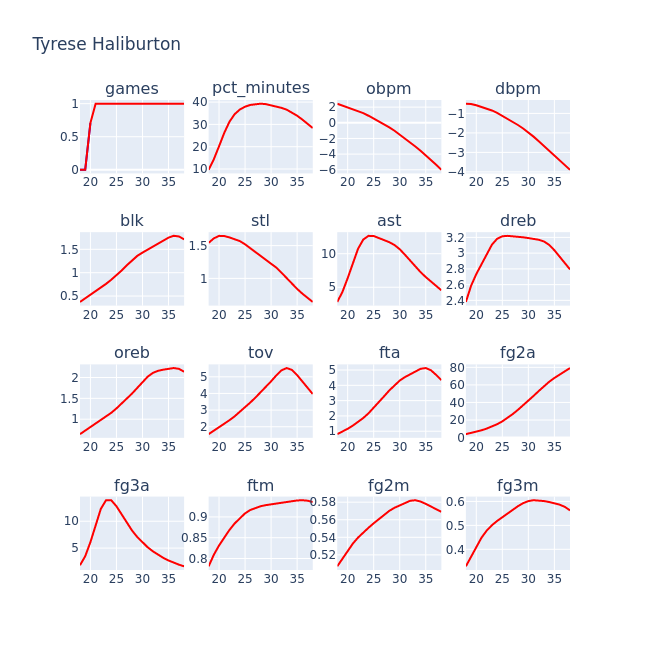 Tyrese Haliburton
games pct_minutes obpm dbpm
1 0.5 0 40 30 20 10 2 0 −2 −4 −6 −1 −2 −3 −4
20 25 30 35 20 25 30 35 20 25 30 35 20 25 30 35
blk stl ast dreb
1.5 1 0.5 1.5 1 10 5 3.2 3 2.8 2.6 2.4
20 25 30 35 20 25 30 35 20 25 30 35 20 25 30 35
oreb tov fta fg2a
2 1.5 1 5 4 3 2 5 4 3 2 1 80 60 40 20 0
20 25 30 35 20 25 30 35 20 25 30 35 20 25 30 35
fg3a ftm fg2m fg3m
10 5 0.9 0.85 0.8 0.58 0.56 0.54 0.52 0.6 0.5 0.4
20 25 30 35 20 25 30 35 20 25 30 35 20 25 30 35